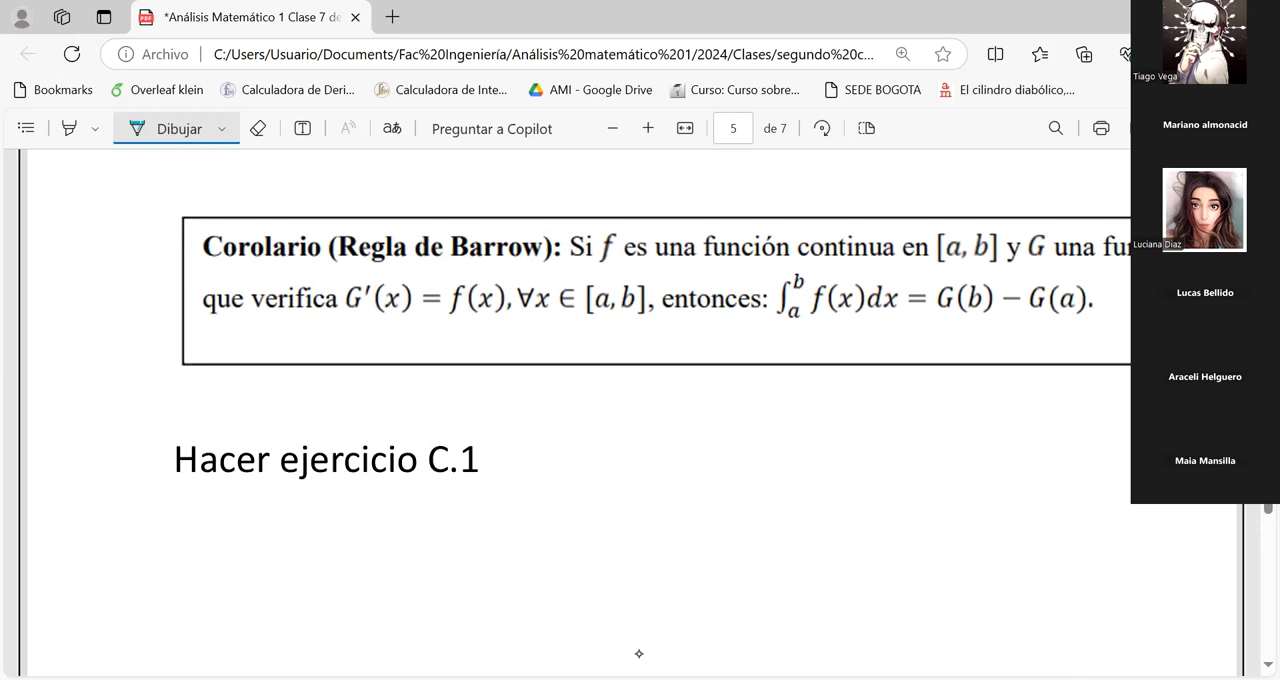 *Análisis Matemático 1 Clase 7 de
Archivo
C:/Users/Usuario/Documents/Fac%20Ingeniería/Análisis%20matemático%201/2024/Clases/segundo%20c...
Bookmarks
Overleaf klein
Calculadora de Deri...
Calculadora de Inte...
AMI - Google Drive
Curso: Curso sobre...
SEDE BOGOTA
El cilindro diabólico,...
Dibujar
aあ
Preguntar a Copilot
5
de 7
Corolario (Regla de Barrow): Si f es una función continua en [a, b] y G una fu
que verifica G′(x) = f(x), ∀x ∈ [a, b], entonces: ∫ₐᵇ f(x)dx = G(b) − G(a).
Hacer ejercicio C.1
Tiago Vega
Mariano almonacid
Luciana Diaz
Lucas Bellido
Araceli Helguero
Maia Mansilla